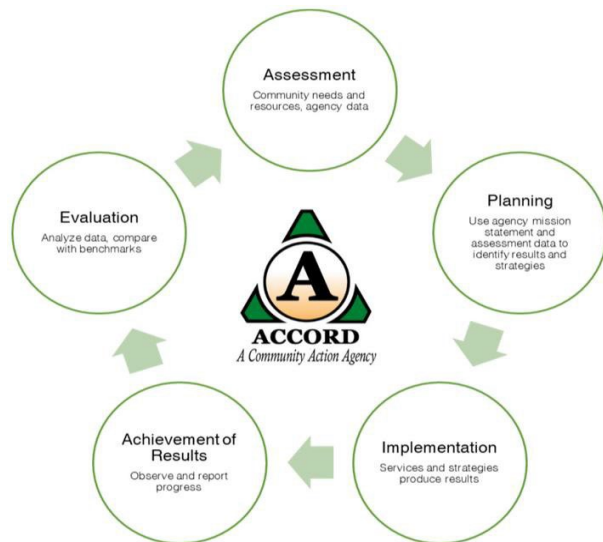 Assessment
Community needs and
resources, agency data
Planning
Use agency mission
statement and
assessment data to
identify results and
strategies
Implementation
Services and strategies
produce results
Achievement of
Results
Observe and report
progress
Evaluation
Analyze data, compare
with benchmarks
A
ACCORD
A Community Action Agency